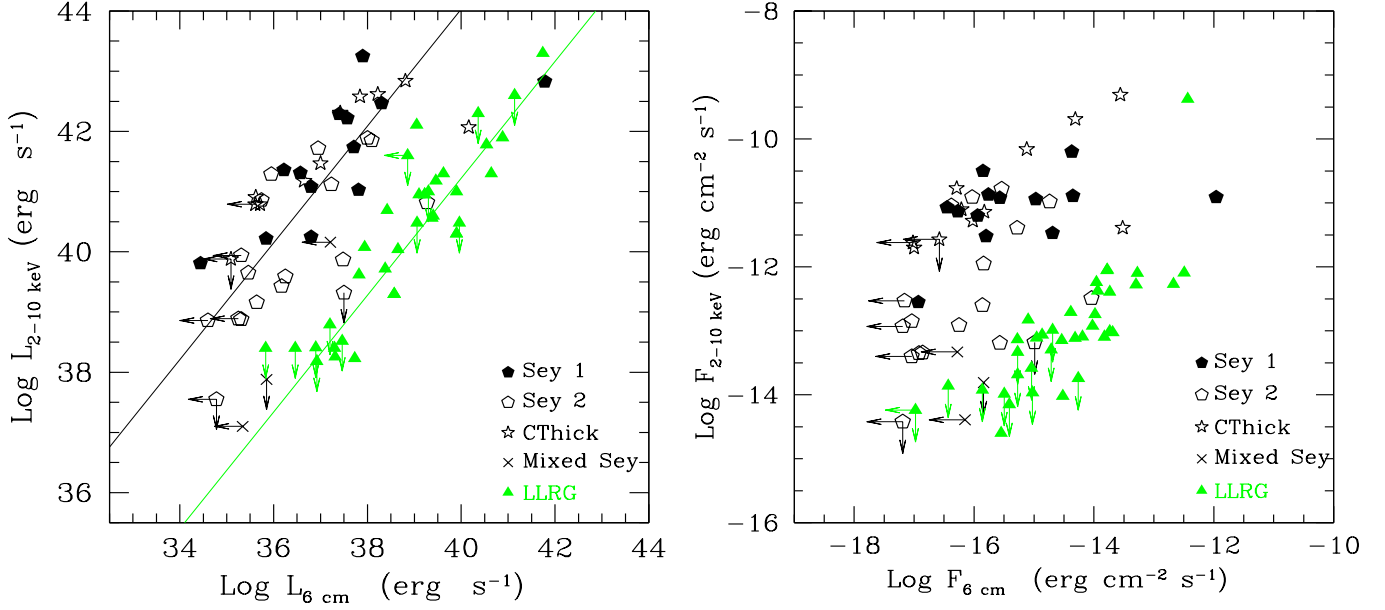 44
42
40
38
36
Log L2−10 keV (erg s−1)
34
36
38
40
42
44
Log L6 cm (erg s−1)
Sey 1
Sey 2
CThick
Mixed Sey
LLRG
−8
−10
−12
−14
−16
Log F2−10 keV (erg cm−2 s−1)
−18
−16
−14
−12
−10
Log F6 cm (erg cm−2 s−1)
Sey 1
Sey 2
CThick
Mixed Sey
LLRG